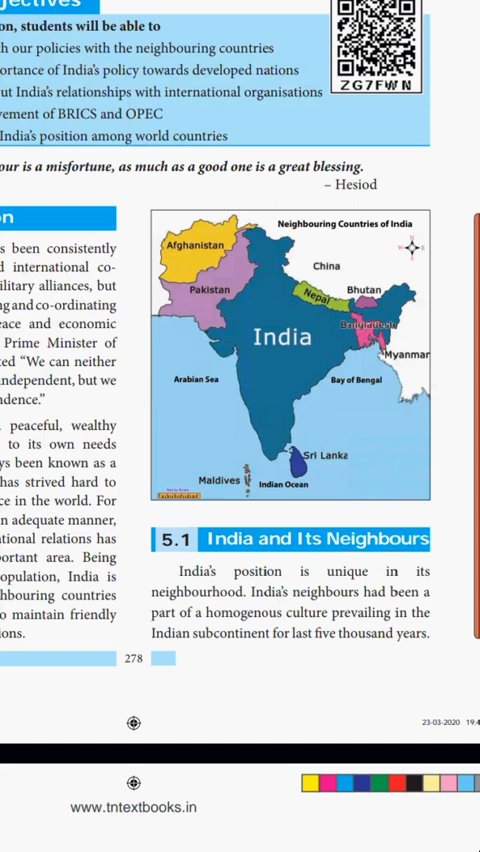 jectives
on, students will be able to
th our policies with the neighbouring countries
ortance of India's policy towards developed nations
out India's relationships with international organisations
vement of BRICS and OPEC
India's position among world countries
ZG7FWN
our is a misfortune, as much as a good one is a great blessing.
– Hesiod
on
s been consistently
d international co-
ilitary alliances, but
ng and co-ordinating
eace and economic
Prime Minister of
ted “We can neither
independent, but we
ndence.”
peaceful, wealthy
to its own needs
ys been known as a
has strived hard to
ce in the world. For
n adequate manner,
ational relations has
portant area. Being
opulation, India is
hbouring countries
o maintain friendly
ions.
Neighbouring Countries of India
N
W
E
S
Afghanistan
China
Pakistan
Nepal
Bhutan
India
Bangladesh
Myanmar
Arabian Sea
Bay of Bengal
Sri Lanka
Maldives
Indian Ocean
5.1 India and Its Neighbours
India's position is unique in its
neighbourhood. India's neighbours had been a
part of a homogenous culture prevailing in the
Indian subcontinent for last five thousand years.
278
23-03-2020 19:4
www.tntextbooks.in